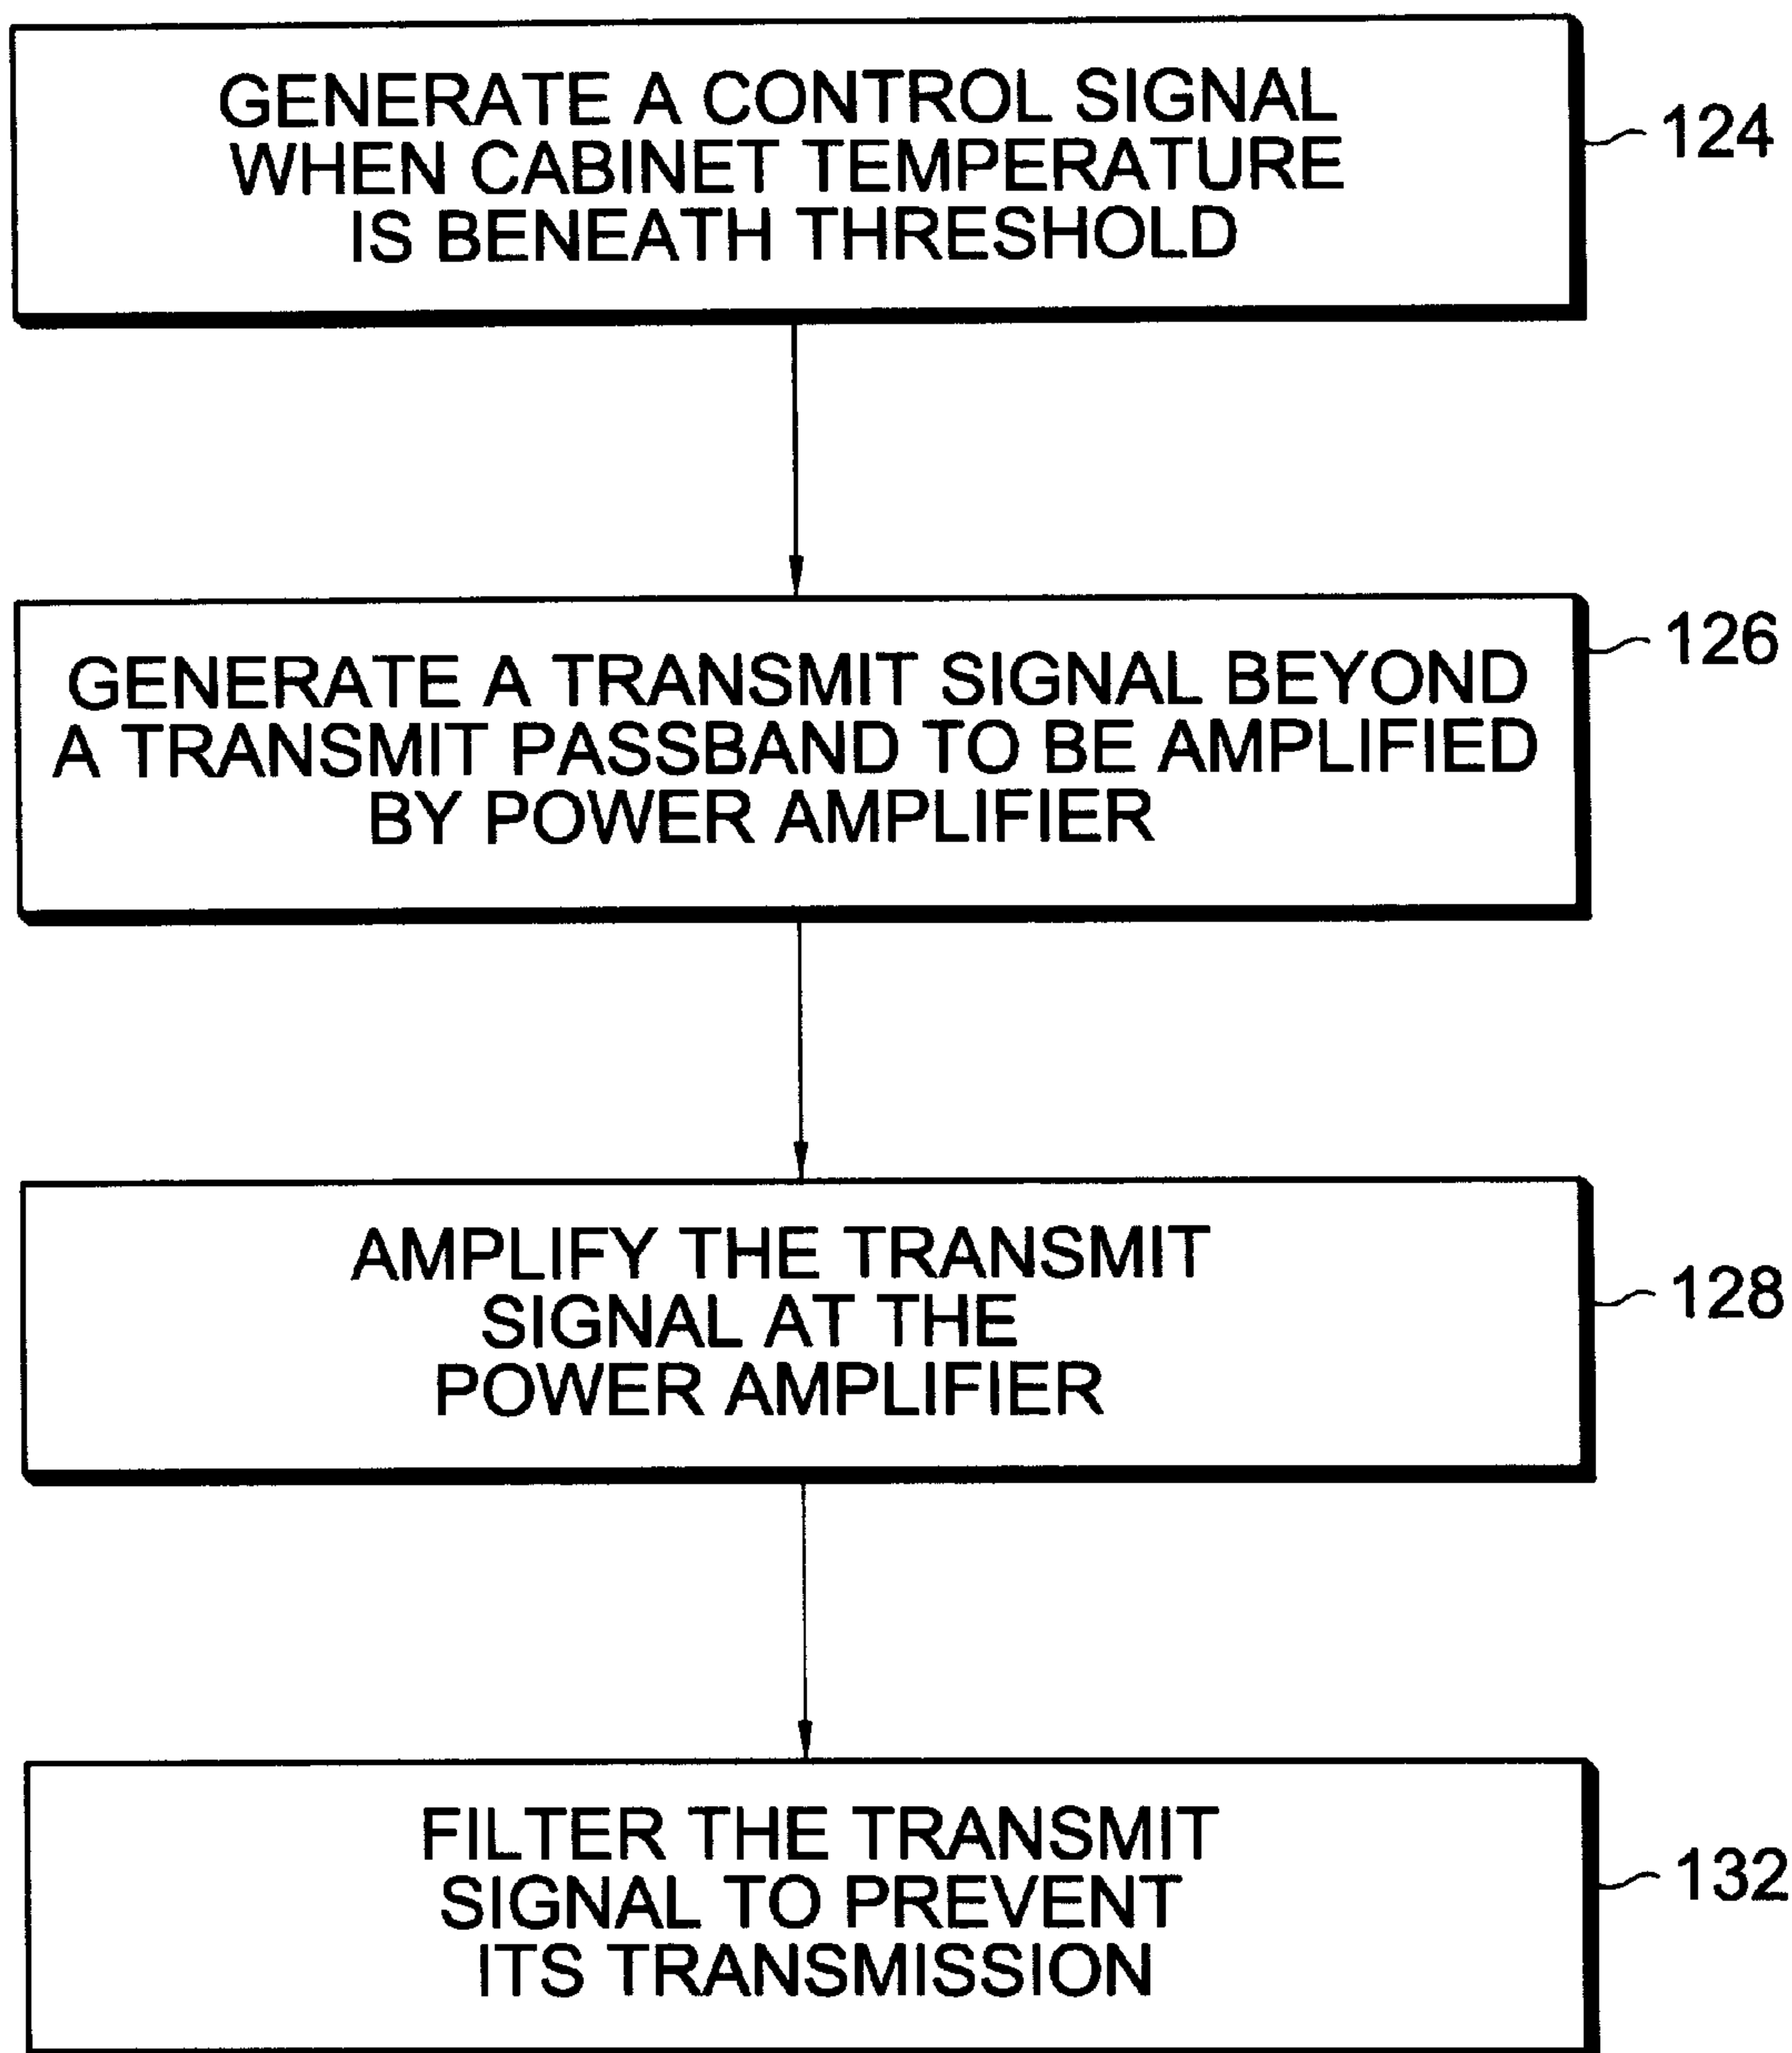 GENERATE A CONTROL SIGNAL
WHEN CABINET TEMPERATURE
IS BENEATH THRESHOLD
124
GENERATE A TRANSMIT SIGNAL BEYOND
A TRANSMIT PASSBAND TO BE AMPLIFIED
BY POWER AMPLIFIER
126
AMPLIFY THE TRANSMIT
SIGNAL AT THE
POWER AMPLIFIER
128
FILTER THE TRANSMIT
SIGNAL TO PREVENT
ITS TRANSMISSION
132